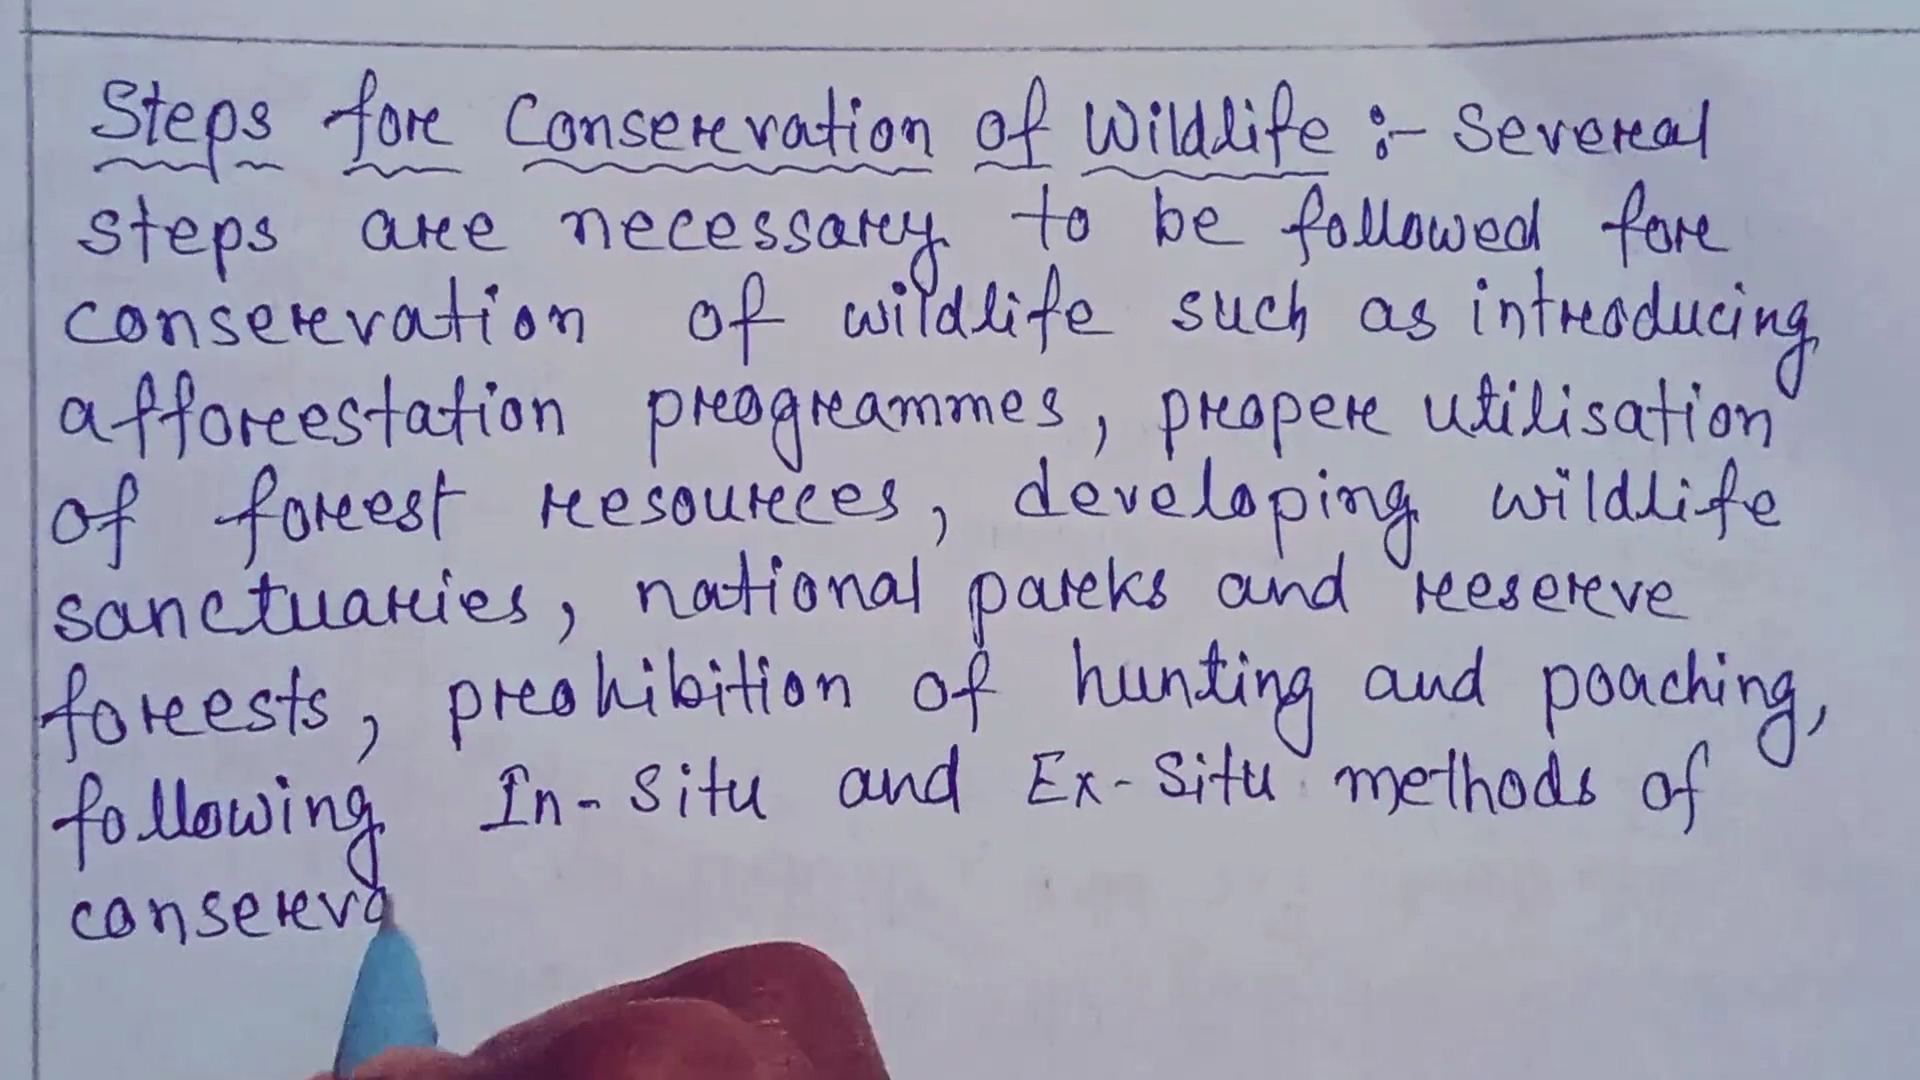 Steps for Conservation of Wildlife :- Several
steps are necessary to be followed for
conservation of wildlife such as introducing
afforestation programmes, proper utilisation
of forest resources, developing wildlife
sanctuaries, national parks and reserve
forests, prohibition of hunting and poaching,
following In-Situ and Ex-Situ methods of
conserva